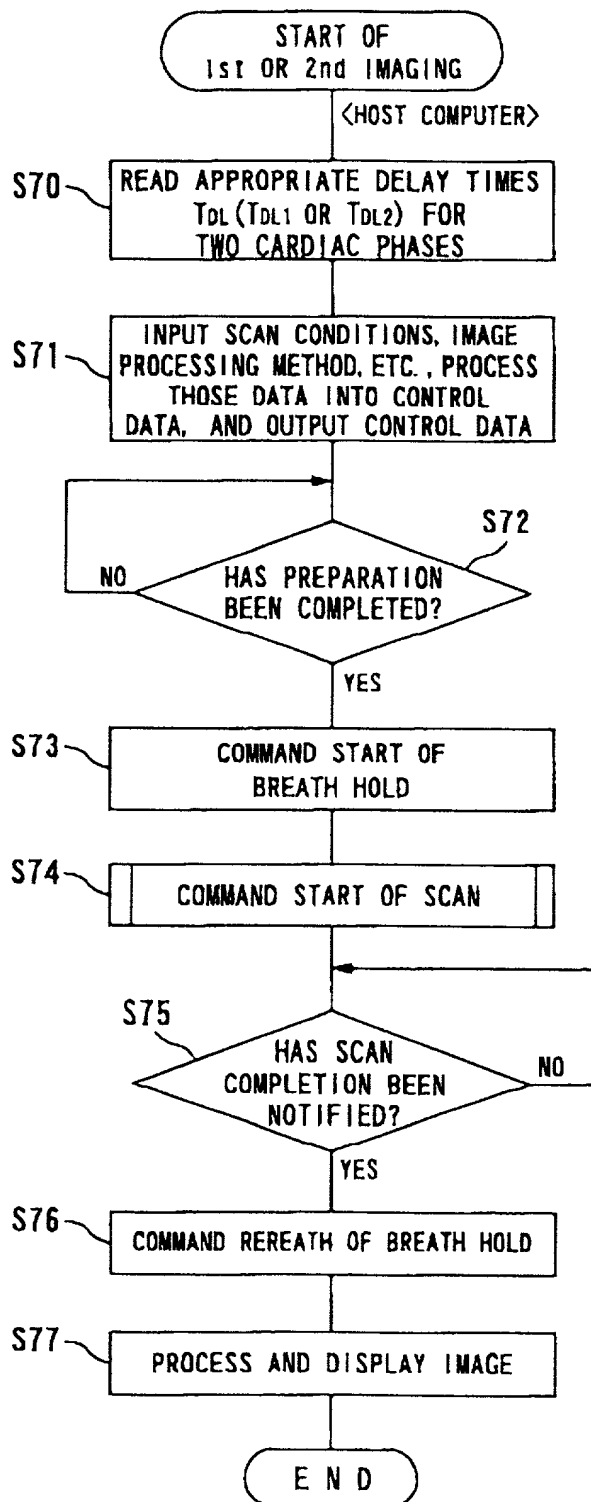 START OF
1st OR 2nd IMAGING
<HOST COMPUTER>
S70
READ APPROPRIATE DELAY TIMES
TDL (TDL1 OR TDL2) FOR
TWO CARDIAC PHASES
S71
INPUT SCAN CONDITIONS, IMAGE
PROCESSING METHOD, ETC., PROCESS
THOSE DATA INTO CONTROL
DATA, AND OUTPUT CONTROL DATA
S72
NO
HAS PREPARATION
BEEN COMPLETED?
YES
S73
COMMAND START OF
BREATH HOLD
S74
COMMAND START OF SCAN
S75
HAS SCAN
COMPLETION BEEN
NOTIFIED?
NO
YES
S76
COMMAND REREATH OF BREATH HOLD
S77
PROCESS AND DISPLAY IMAGE
END